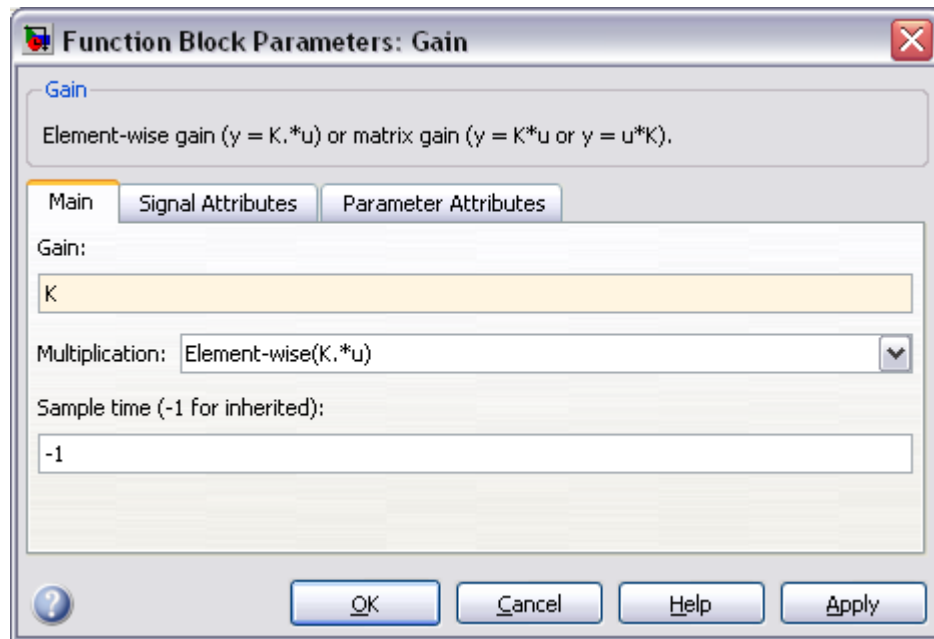 Function Block Parameters: Gain
Gain
Element-wise gain (y = K.*u) or matrix gain (y = K*u or y = u*K).
Main Signal Attributes Parameter Attributes
Gain:
K
Multiplication: Element-wise(K.*u)
Sample time (-1 for inherited):
-1
? OK Cancel Help Apply